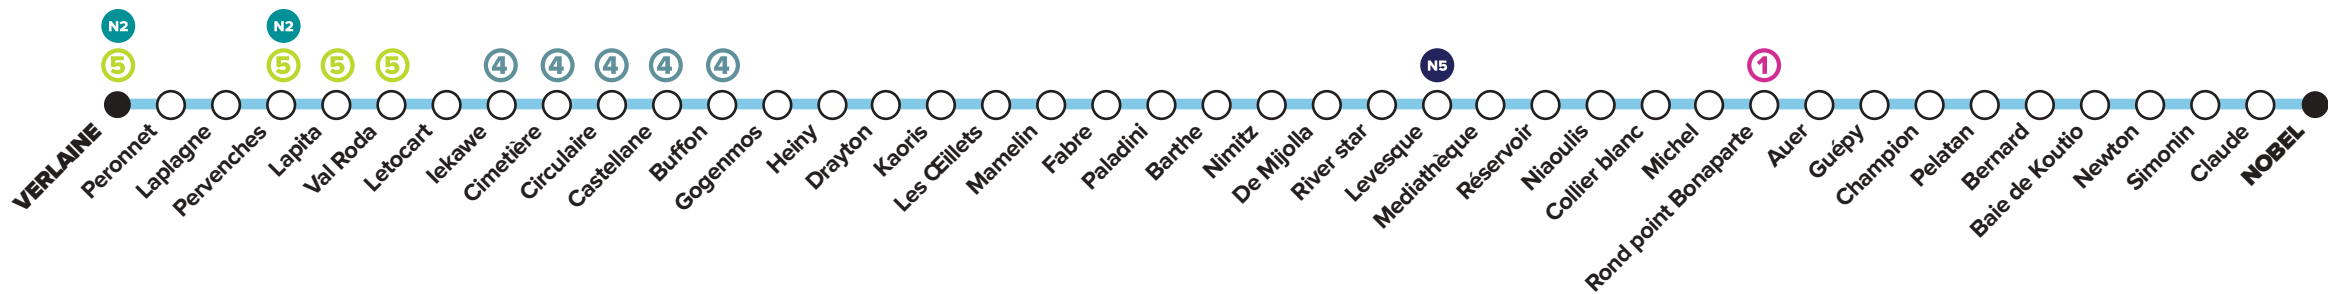 N2 N2
5 5 5 5 4 4 4 4 4 N5 1
VERLAINE
Peronnet
Laplagne
Pervenches
Lapita
Val Roda
Letocart
Iekawe
Cimetière
Circulaire
Castellane
Buffon
Gogenmos
Heiny
Drayton
Kaoris
Les Œillets
Mamelin
Fabre
Paladini
Barthe
Nimitz
De Mijolla
River star
Levesque
Mediathèque
Réservoir
Niaoulis
Collier blanc
Michel
Rond point Bonaparte
Auer
Guépy
Champion
Pelatan
Bernard
Baie de Koutio
Newton
Simonin
Claude
NOBEL